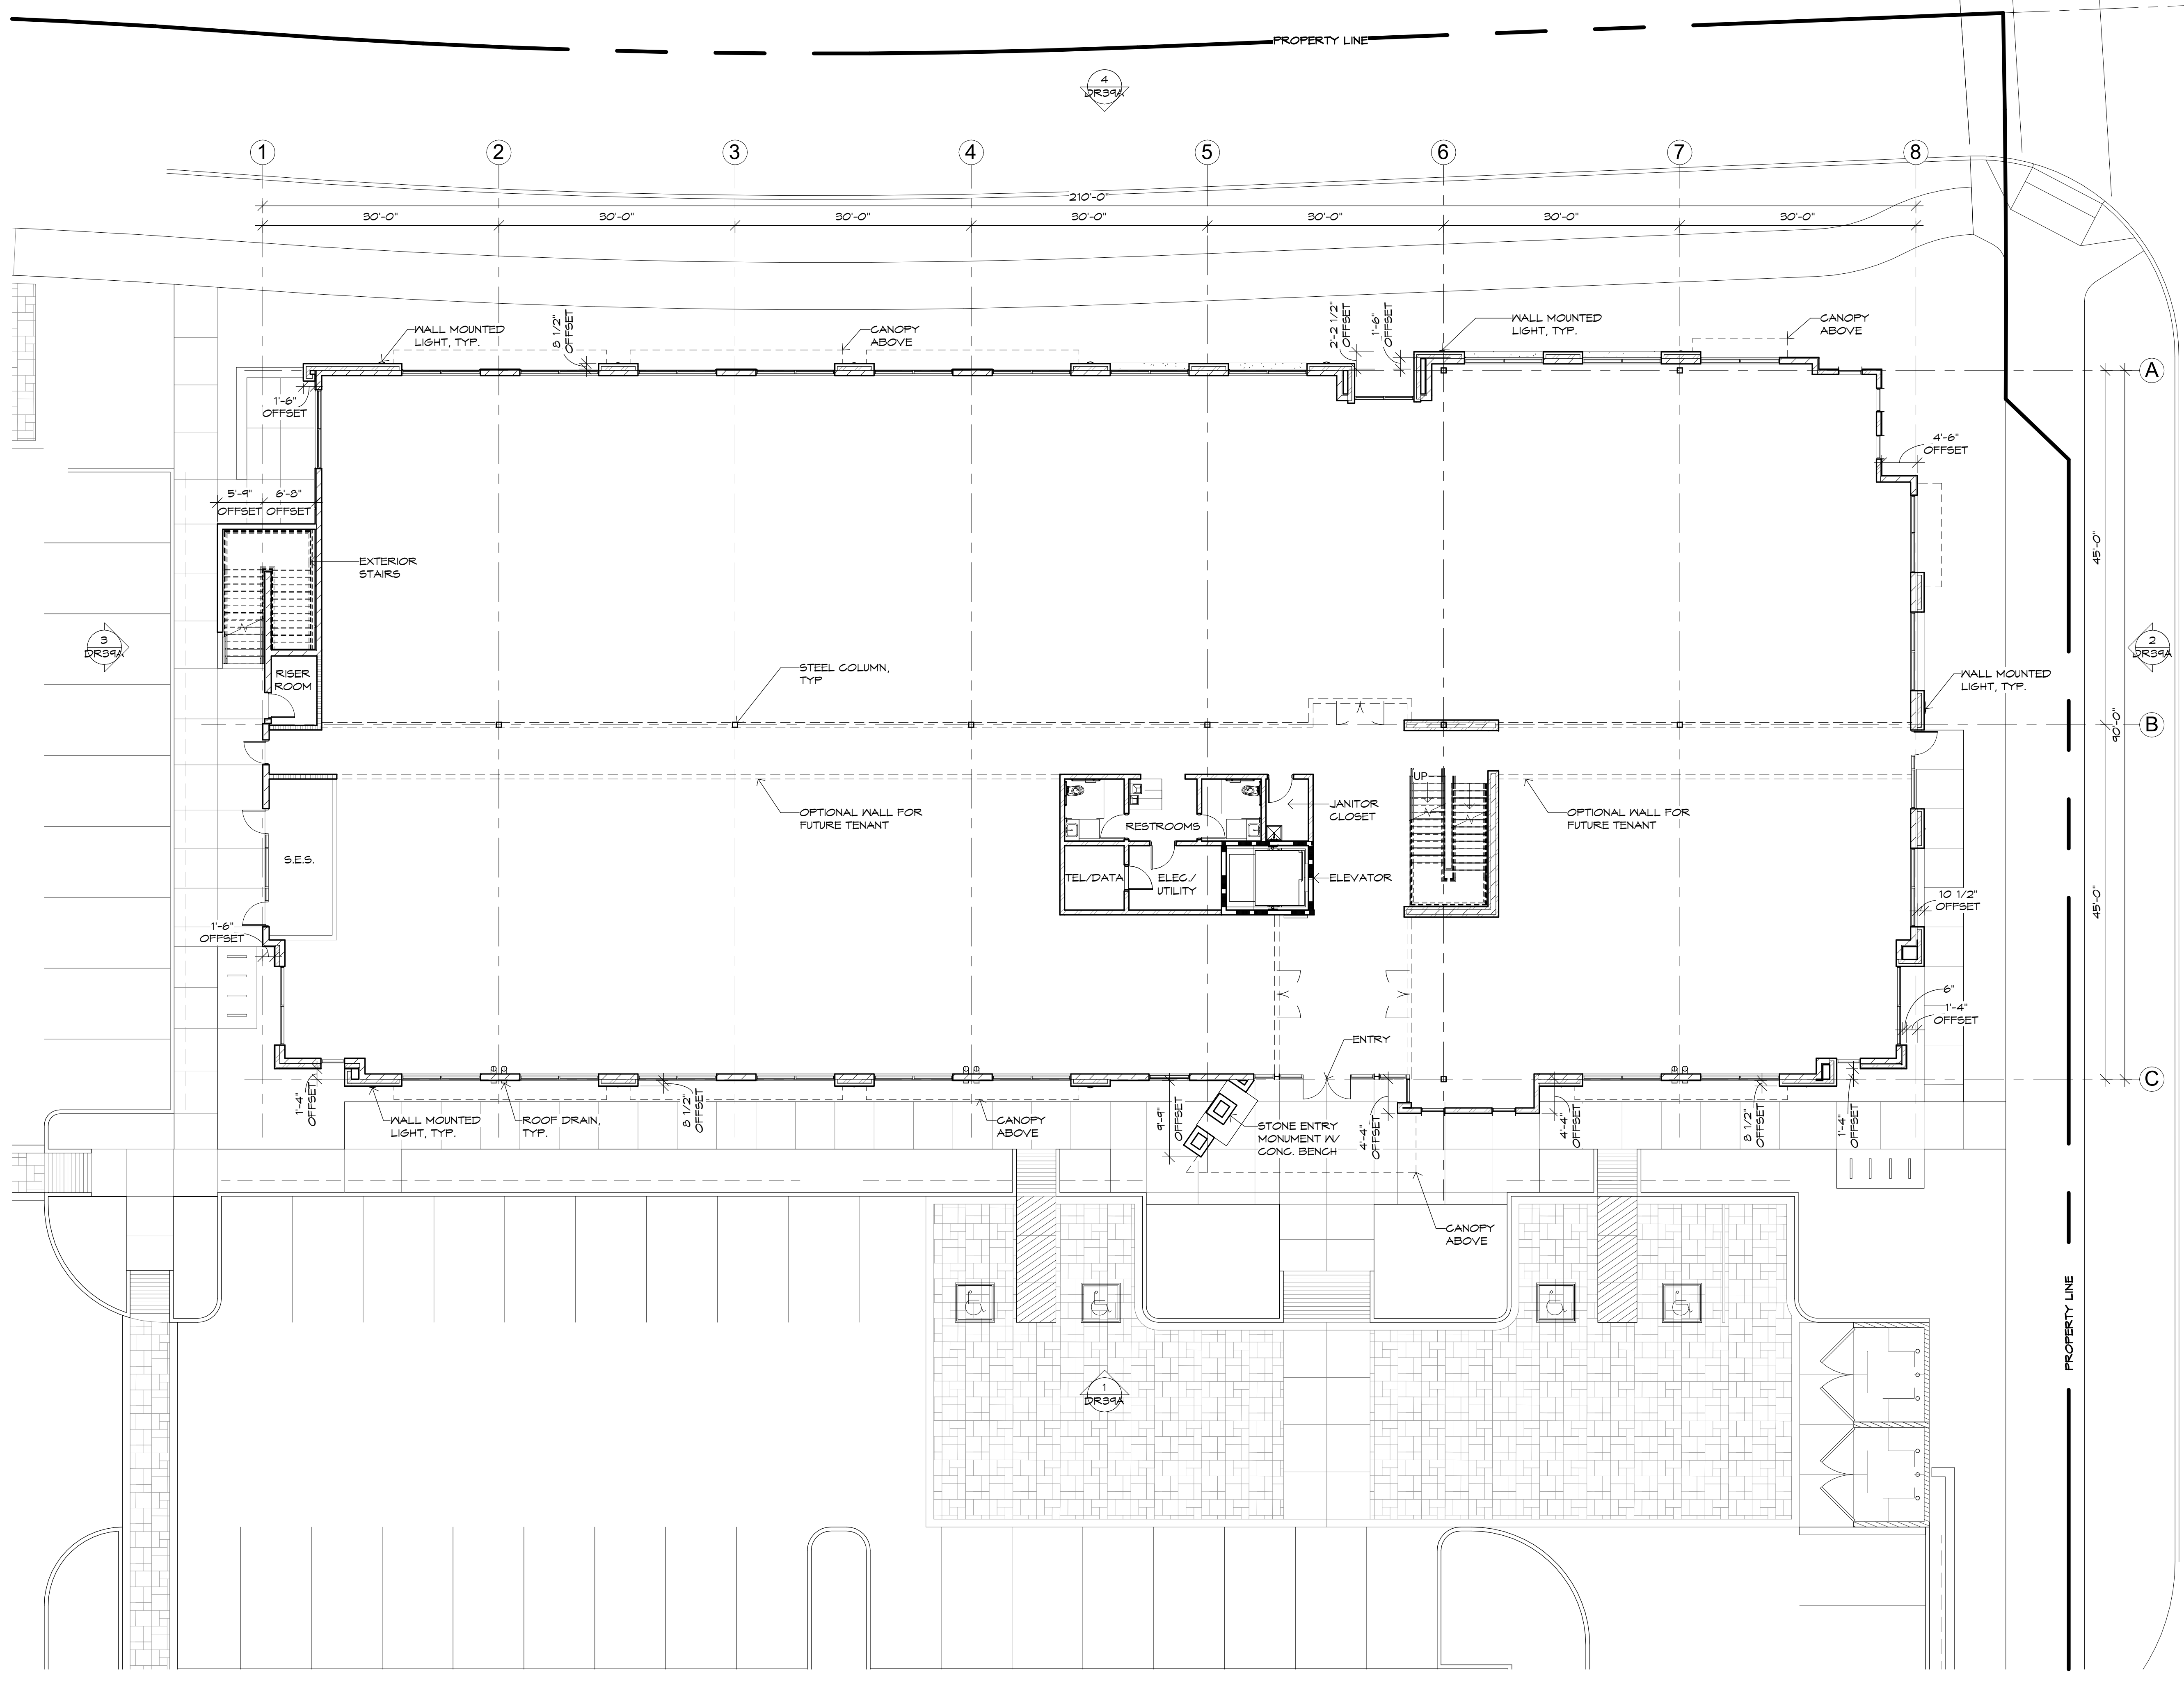 PROPERTY LINE
4
DR39A
1
2
3
4
5
6
7
8
210'-0"
30'-0"
30'-0"
30'-0"
30'-0"
30'-0"
30'-0"
30'-0"
WALL MOUNTED
LIGHT, TYP.
8 1/2"
OFFSET
CANOPY
ABOVE
2'-2 1/2"
OFFSET
1'-6"
OFFSET
WALL MOUNTED
LIGHT, TYP.
CANOPY
ABOVE
A
1'-6"
OFFSET
4'-6"
OFFSET
5'-9"
OFFSET
6'-8"
OFFSET
EXTERIOR
STAIRS
45'-0"
3
DR39A
2
DR39A
RISER
ROOM
STEEL COLUMN,
TYP
WALL MOUNTED
LIGHT, TYP.
B
90'-0"
UP
OPTIONAL WALL FOR
FUTURE TENANT
RESTROOMS
JANITOR
CLOSET
OPTIONAL WALL FOR
FUTURE TENANT
S.E.S.
TEL/DATA
ELEC./
UTILITY
ELEVATOR
10 1/2"
OFFSET
45'-0"
1'-6"
OFFSET
6"
1'-4"
OFFSET
ENTRY
C
1'-4"
OFFSET
WALL MOUNTED
LIGHT, TYP.
ROOF DRAIN,
TYP.
8 1/2"
OFFSET
CANOPY
ABOVE
9'-9"
OFFSET
STONE ENTRY
MONUMENT W/
CONC. BENCH
4'-4"
OFFSET
4'-4"
OFFSET
8 1/2"
OFFSET
1'-4"
OFFSET
CANOPY
ABOVE
PROPERTY LINE
1
DR39A